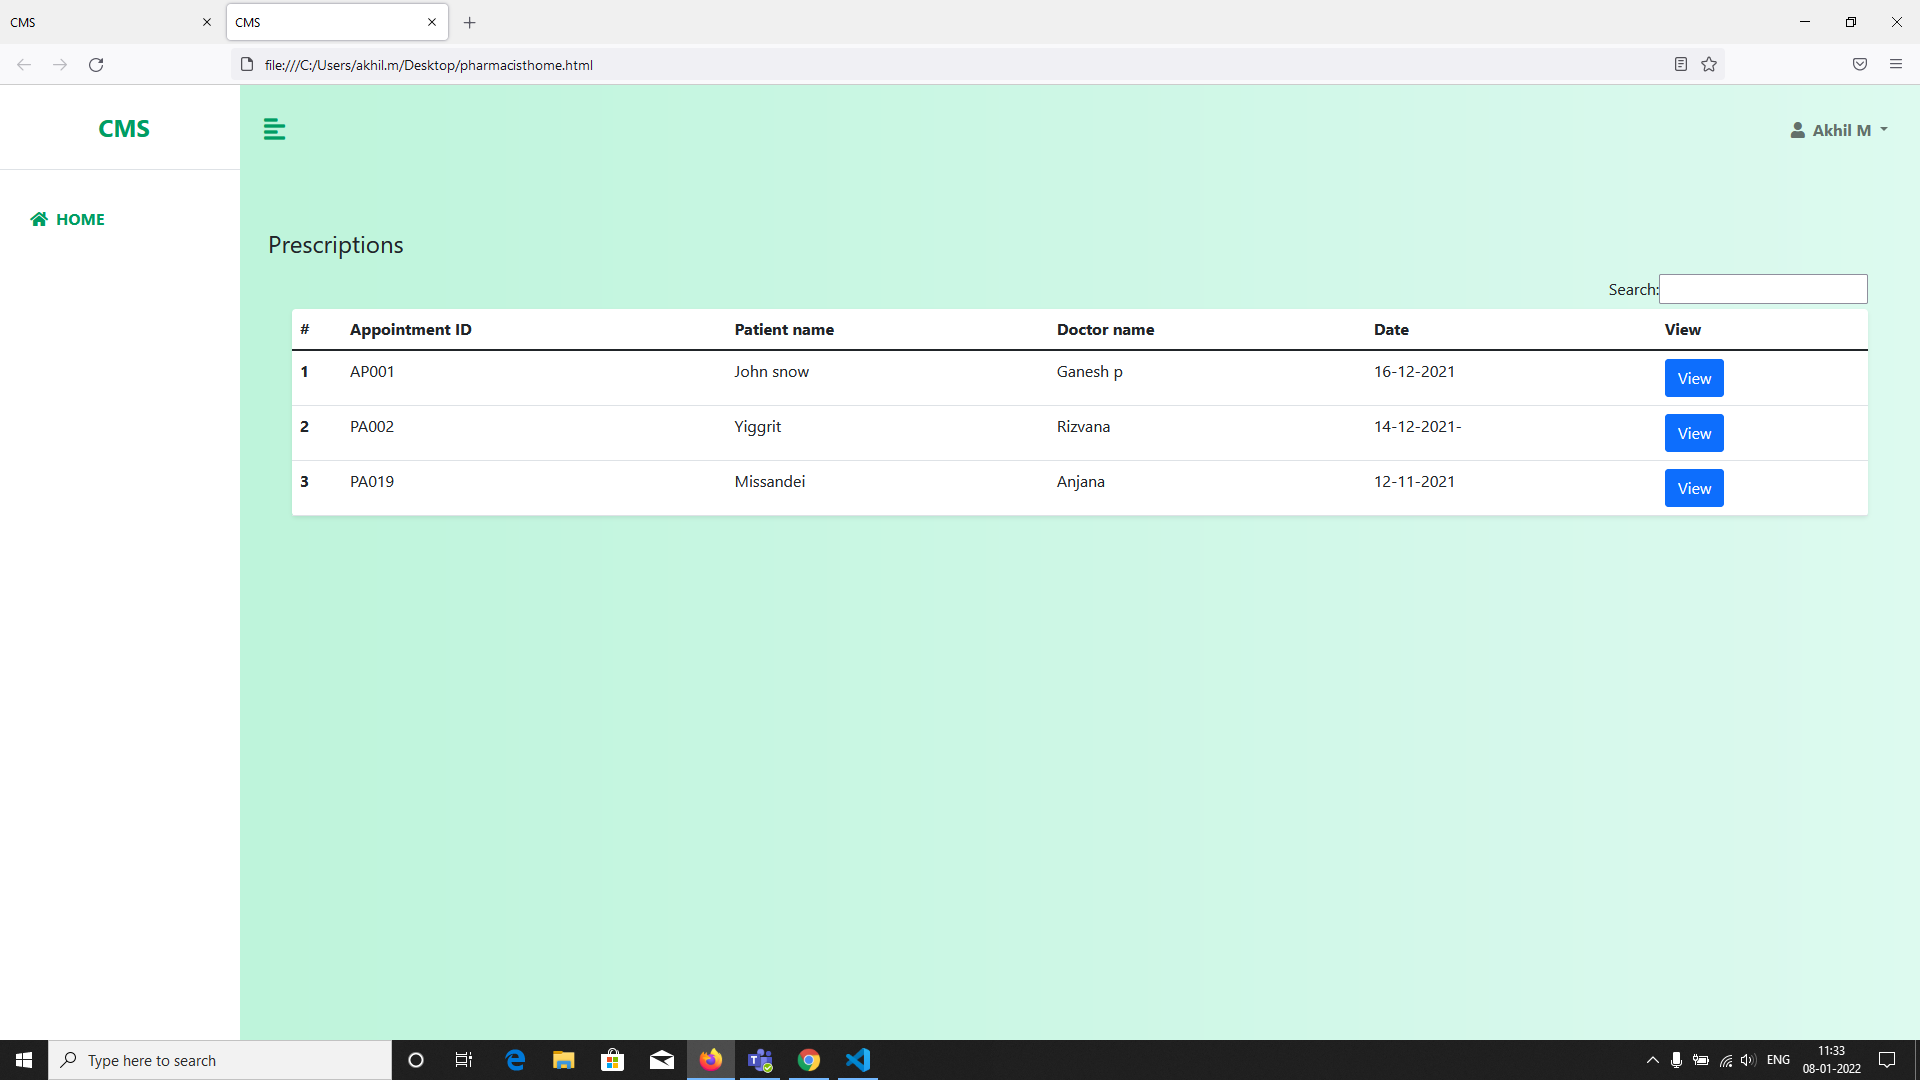 CMS
CMS
file:///C:/Users/akhil.m/Desktop/pharmacisthome.html
CMS
Akhil M
HOME
Prescriptions
Search:
# Appointment ID Patient name Doctor name Date View
1 AP001 John snow Ganesh p 16-12-2021 View
2 PA002 Yiggrit Rizvana 14-12-2021- View
3 PA019 Missandei Anjana 12-11-2021 View
Type here to search
ENG
11:33
08-01-2022